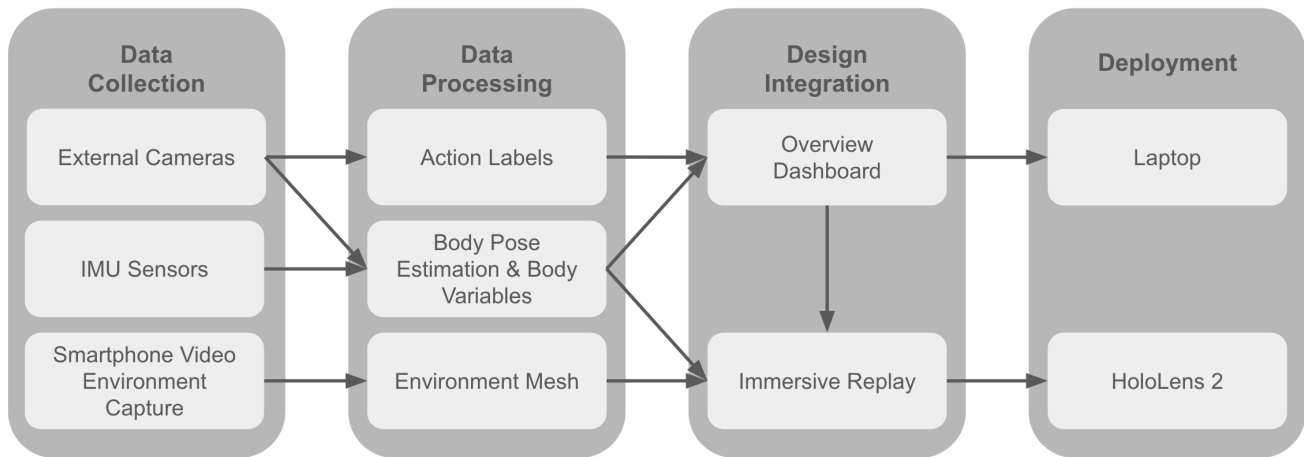 Data
Collection
External Cameras
IMU Sensors
Smartphone Video
Environment
Capture
Data
Processing
Action Labels
Body Pose
Estimation & Body
Variables
Environment Mesh
Design
Integration
Overview
Dashboard
Immersive Replay
Deployment
Laptop
HoloLens 2